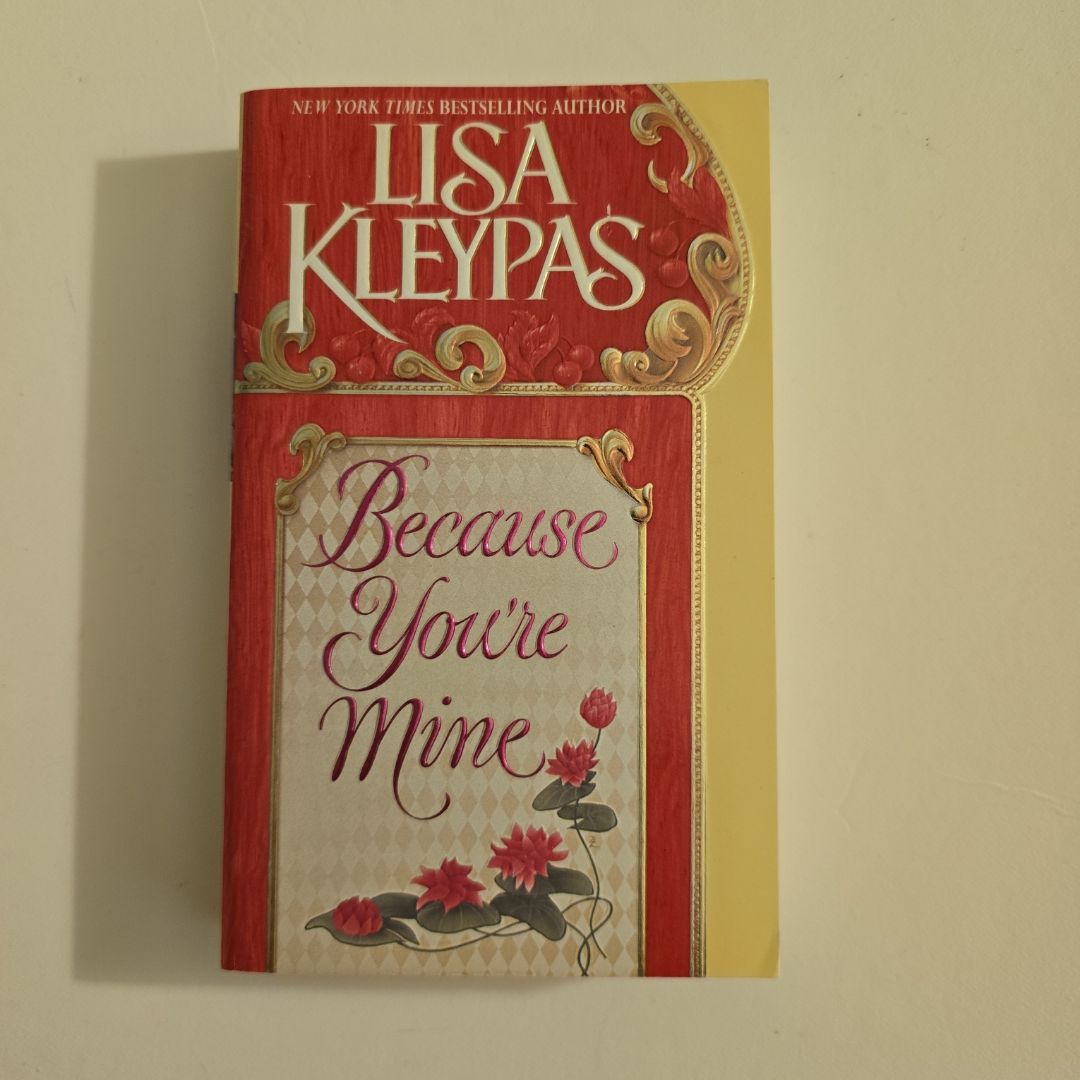 NEW YORK TIMES BESTSELLING AUTHOR
LISA
KLEYPAS
Because
You're
Mine